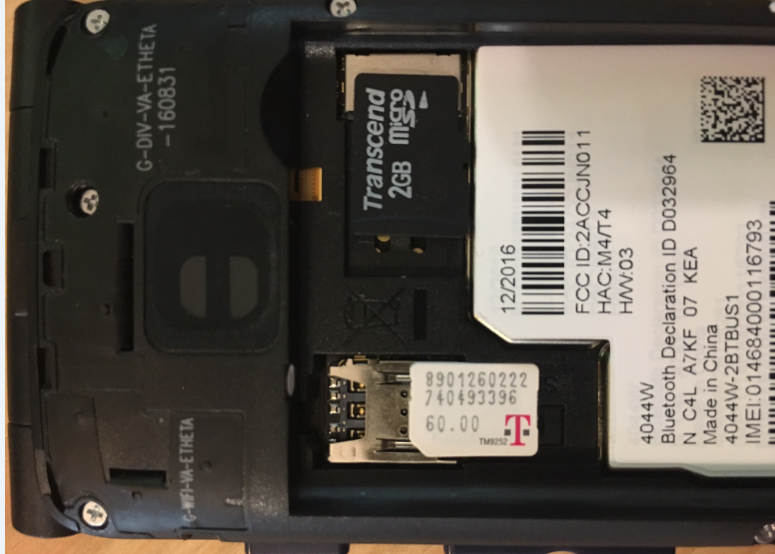 G-DIV-VA-ETHETA
-160831
Transcend
2GB micro
12/2016
FCC ID:2ACCJN011
HAC:M4/T4
HW:03
4044W
Bluetooth Declaration ID D032964
N C4L A7KF 07 KEA
Made in China
4044W-2BTBUS1
IMEI:014684000116793
8901260222
740493396
60.00
TM9252 T
G-WIFI-VA-ETHETA